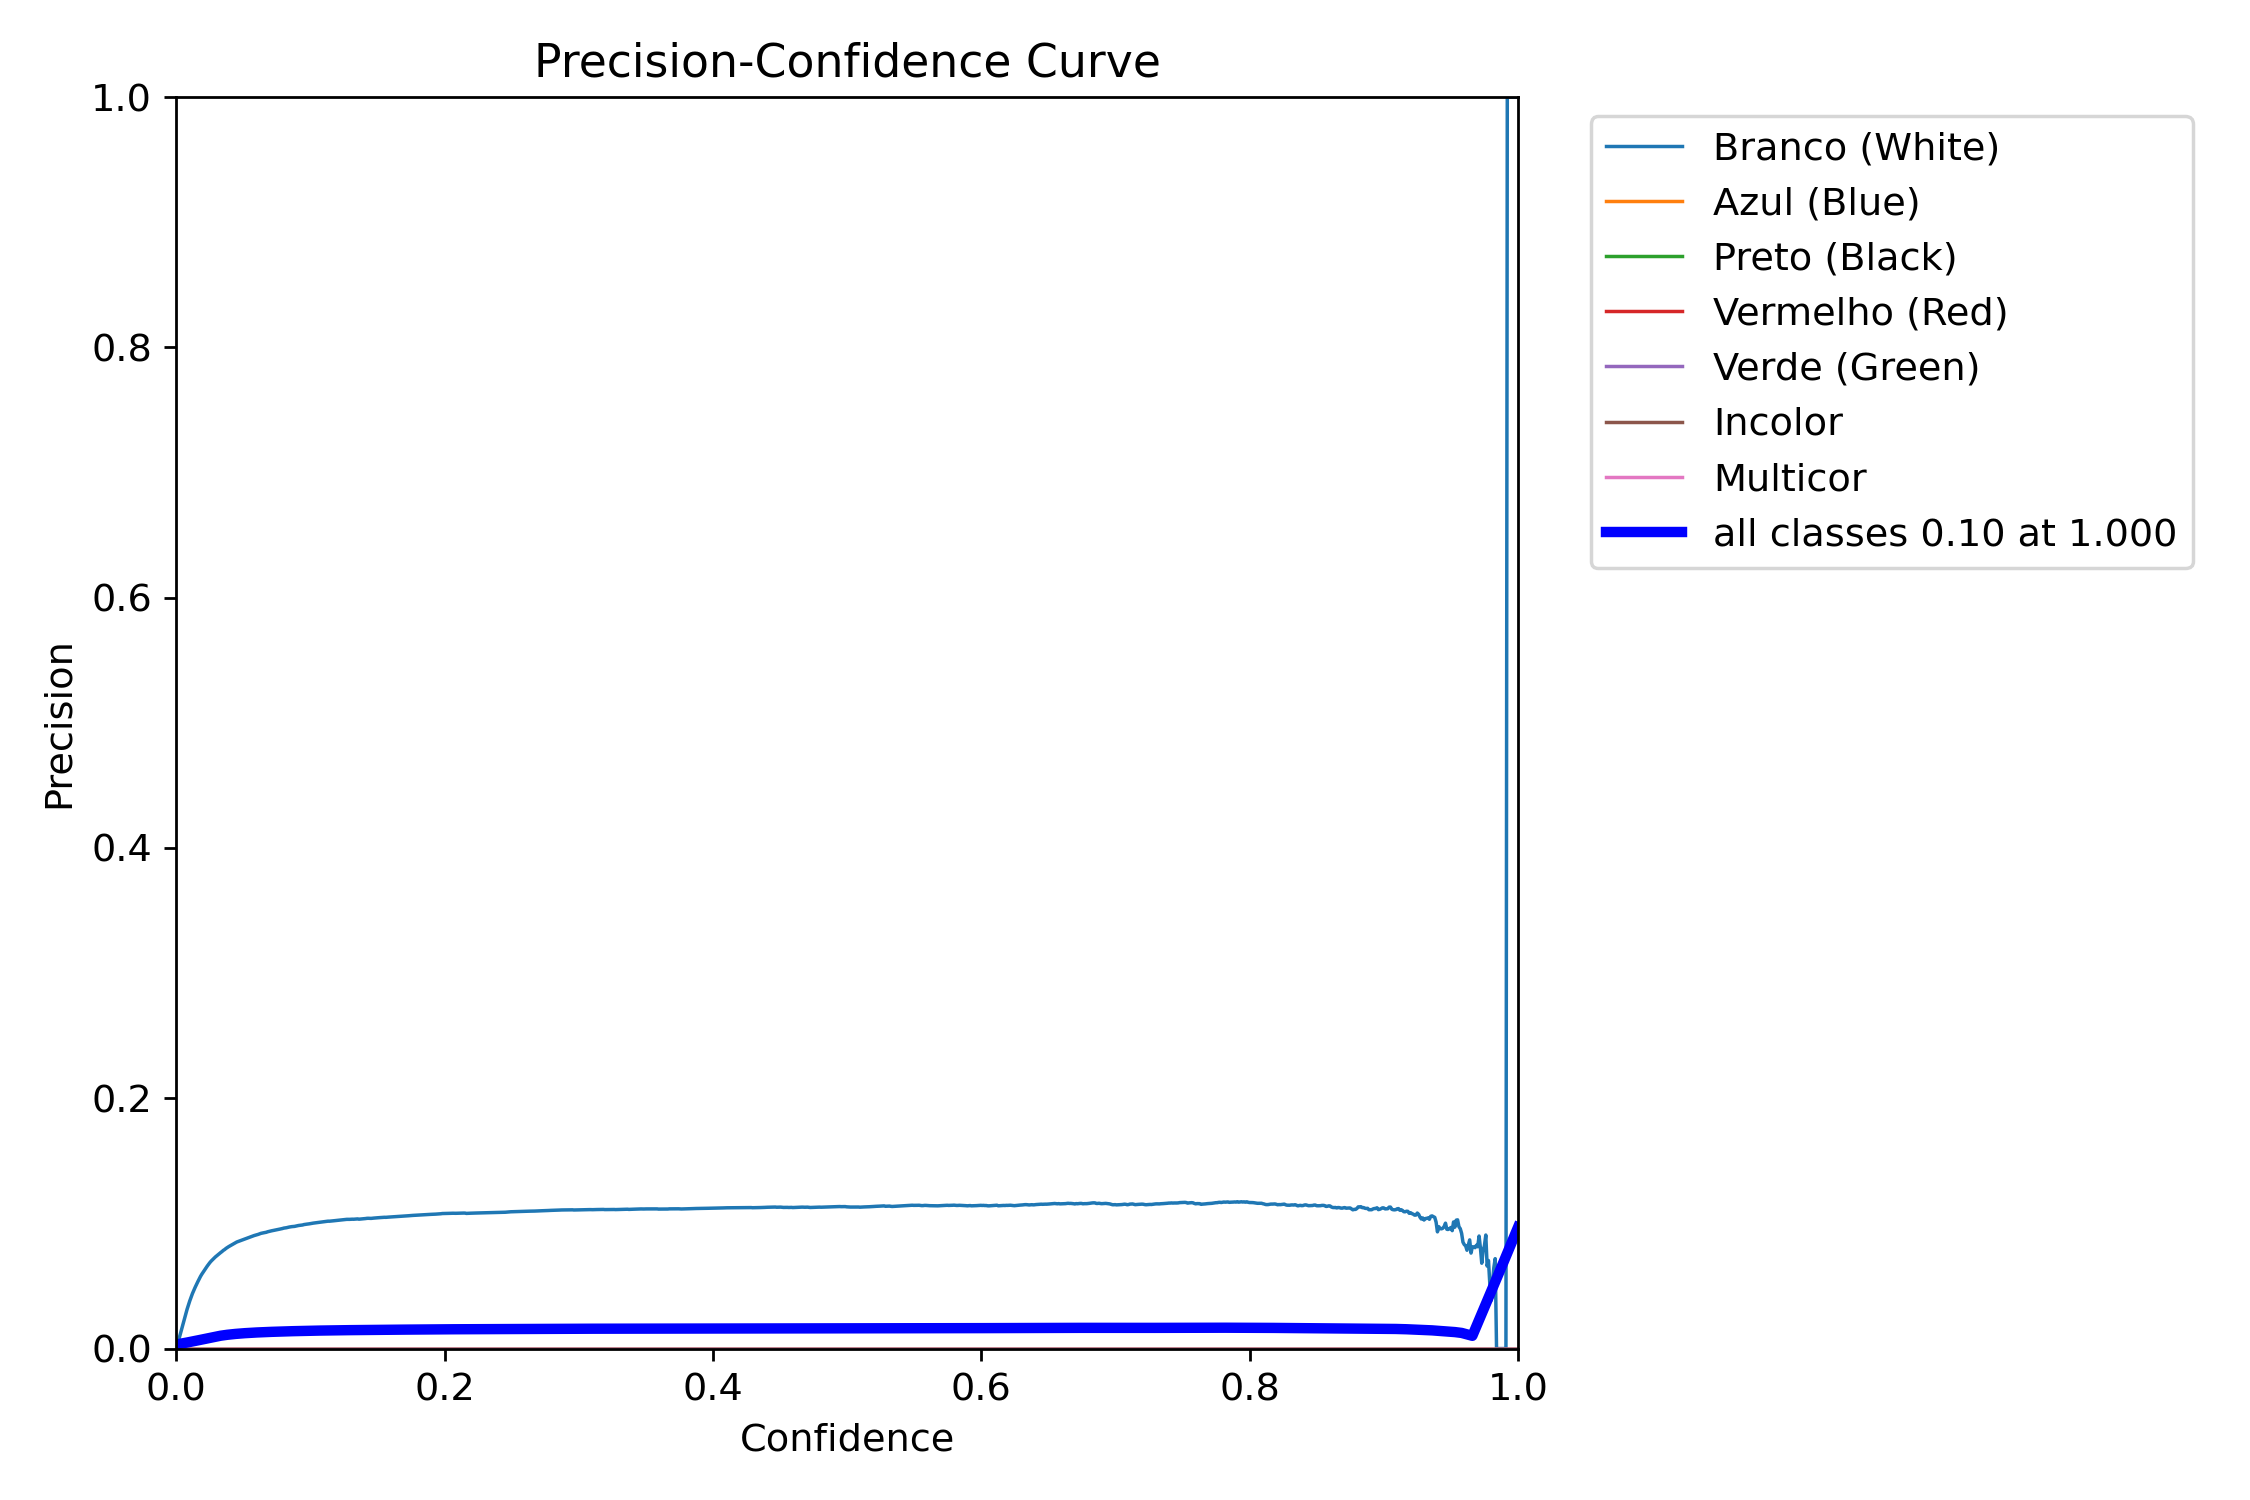 Precision-Confidence Curve
1.0
0.8
0.6
0.4
0.2
0.0
Precision
0.0 0.2 0.4 0.6 0.8 1.0
Confidence
Branco (White)
Azul (Blue)
Preto (Black)
Vermelho (Red)
Verde (Green)
Incolor
Multicor
all classes 0.10 at 1.000